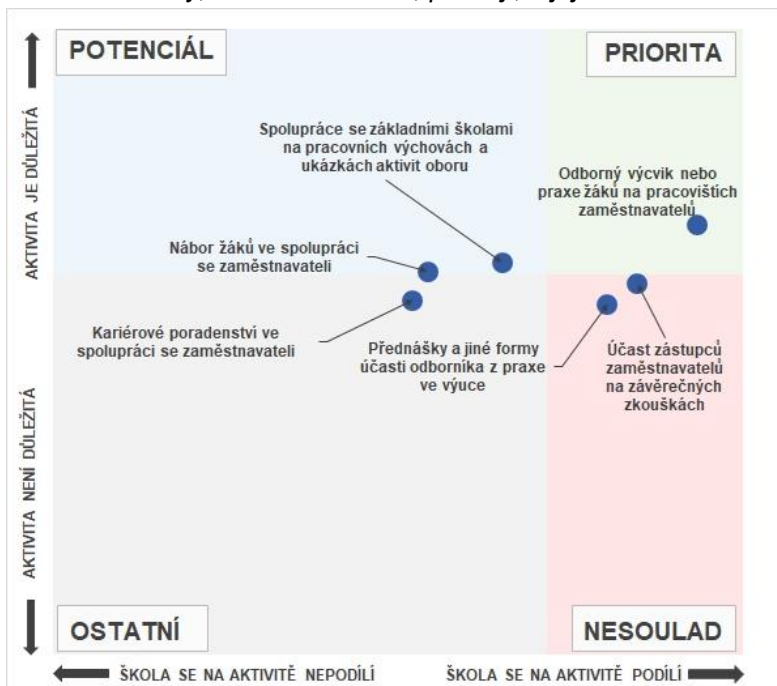 POTENCIÁL
PRIORITA
Spolupráce se základními školami
na pracovních výchovách a
ukázkách aktivit oboru
Odborný výcvik nebo
praxe žáků na pracovištích
zaměstnavatelů
Nábor žáků ve spolupráci
se zaměstnavateli
Kariérové poradenství ve
spolupráci se zaměstnavateli
Přednášky a jiné formy
účasti odborníka z praxe
ve výuce
Účast zástupců
zaměstnavatelů
na závěrečných
zkouškách
AKTIVITA JE DŮLEŽITÁ
AKTIVITA NENÍ DŮLEŽITÁ
OSTATNÍ
NESOULAD
ŠKOLA SE NA AKTIVITĚ NEPODÍLÍ
ŠKOLA SE NA AKTIVITĚ PODÍLÍ